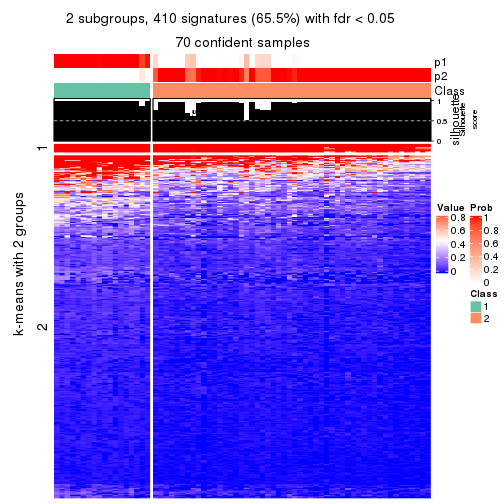 2 subgroups, 410 signatures (65.5%) with fdr < 0.05
70 confident samples
p1
p2
Class
1
0.5
0
silhouette
Silhouette
score
k-means with 2 groups
1
2
Value
0.8
0.6
0.4
0.2
0
Prob
1
0.8
0.6
0.4
0.2
0
Class
1
2